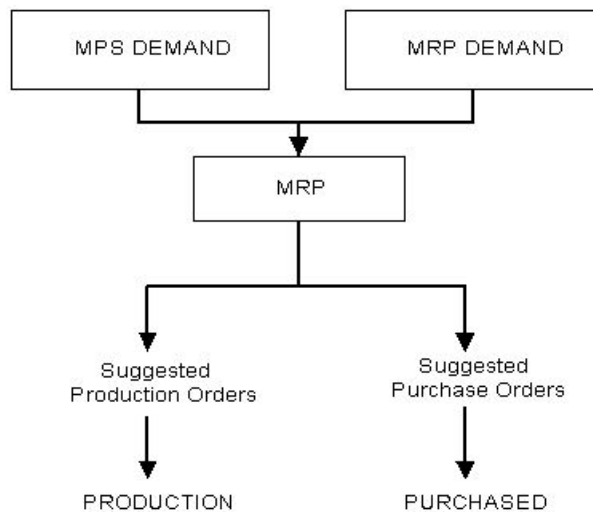 MPS DEMAND
MRP DEMAND
MRP
Suggested
Production Orders
Suggested
Purchase Orders
PRODUCTION
PURCHASED